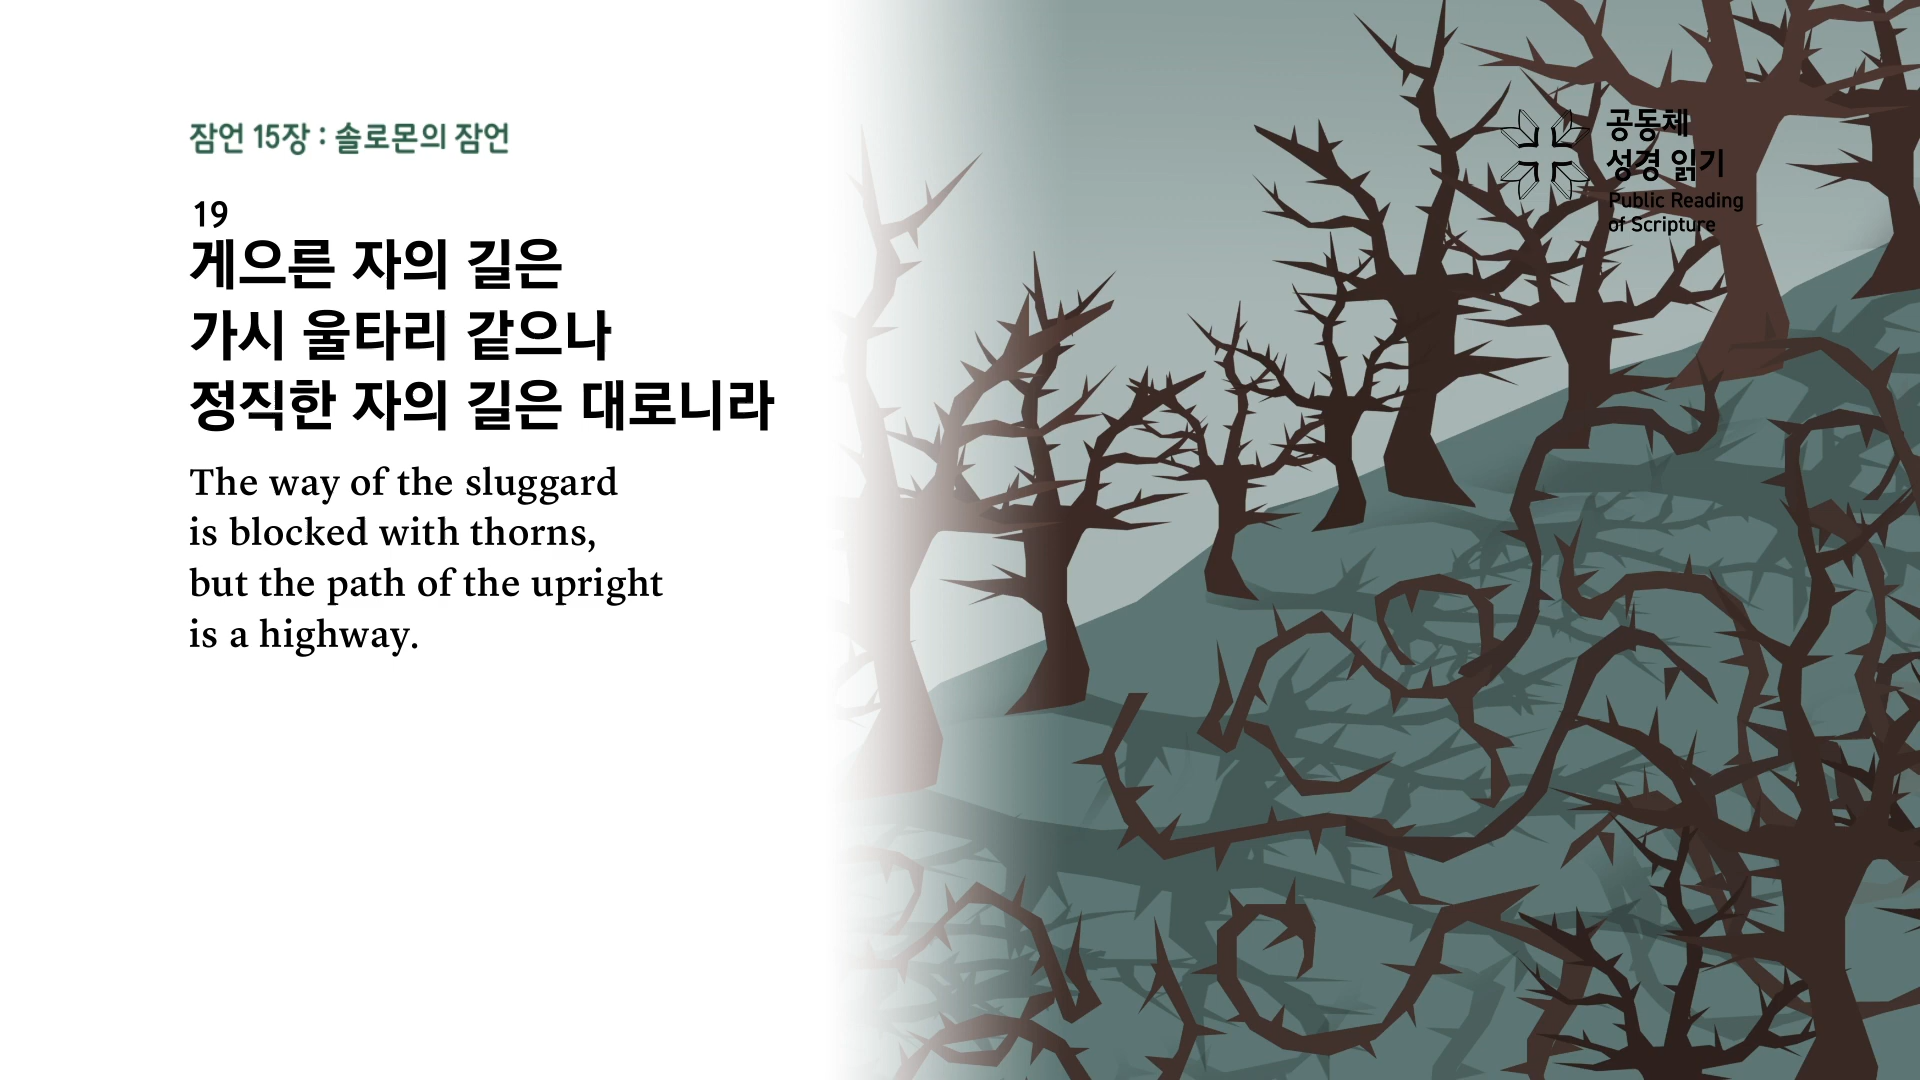 잠언 15장 : 솔로몬의 잠언
19
게으른 자의 길은
가시 울타리 같으나
정직한 자의 길은 대로니라
The way of the sluggard
is blocked with thorns,
but the path of the upright
is a highway.
공동체
성경 읽기
Public Reading
of Scripture